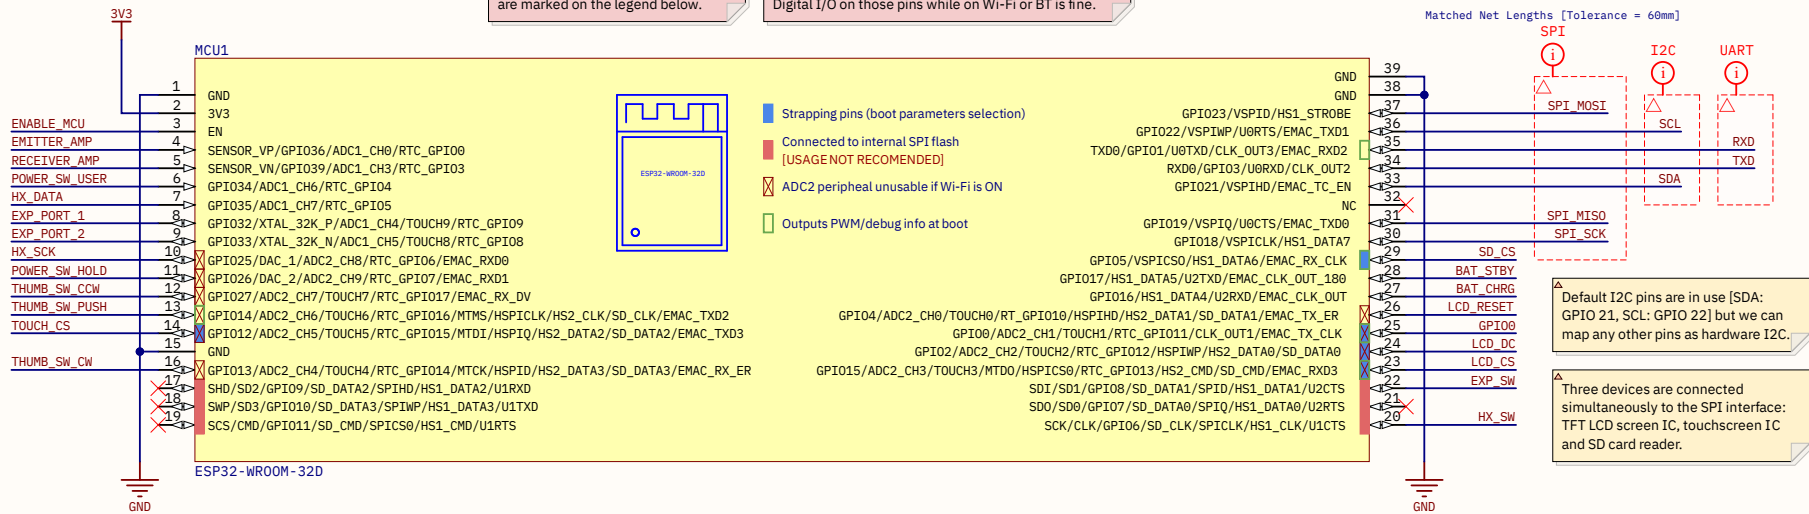 are marked on the legend below.
Digital I/O on those pins while on Wi-Fi or BT is fine.
Matched Net Lengths [Tolerance = 60mm]
3V3
SPI
I2C
UART
i
i
i
MCU1
1 GND
2 3V3
ENABLE_MCU 3 EN
EMITTER_AMP 4 SENSOR_VP/GPIO36/ADC1_CH0/RTC_GPIO0
RECEIVER_AMP 5 SENSOR_VN/GPIO39/ADC1_CH3/RTC_GPIO3
POWER_SW_USER 6 GPIO34/ADC1_CH6/RTC_GPIO4
HX_DATA 7 GPIO35/ADC1_CH7/RTC_GPIO5
EXP_PORT_1 8 GPIO32/XTAL_32K_P/ADC1_CH4/TOUCH9/RTC_GPIO9
EXP_PORT_2 9 GPIO33/XTAL_32K_N/ADC1_CH5/TOUCH8/RTC_GPIO8
HX_SCK 10 GPIO25/DAC_1/ADC2_CH8/RTC_GPIO6/EMAC_RXD0
POWER_SW_HOLD 11 GPIO26/DAC_2/ADC2_CH9/RTC_GPIO7/EMAC_RXD1
THUMB_SW_CCW 12 GPIO27/ADC2_CH7/TOUCH7/RTC_GPIO17/EMAC_RX_DV
THUMB_SW_PUSH 13 GPIO14/ADC2_CH6/TOUCH6/RTC_GPIO16/MTMS/HSPICLK/HS2_CLK/SD_CLK/EMAC_TXD2
TOUCH_CS 14 GPIO12/ADC2_CH5/TOUCH5/RTC_GPIO15/MTDI/HSPIQ/HS2_DATA2/SD_DATA2/EMAC_TXD3
15 GND
THUMB_SW_CW 16 GPIO13/ADC2_CH4/TOUCH4/RTC_GPIO14/MTCK/HSPID/HS2_DATA3/SD_DATA3/EMAC_RX_ER
17 SHD/SD2/GPIO9/SD_DATA2/SPIHD/HS1_DATA2/U1RXD
18 SWP/SD3/GPIO10/SD_DATA3/SPIWP/HS1_DATA3/U1TXD
19 SCS/CMD/GPIO11/SD_CMD/SPICS0/HS1_CMD/U1RTS
ESP32-WROOM-32D
GND
ESP32-WROOM-32D
Strapping pins (boot parameters selection)
Connected to internal SPI flash
[USAGE NOT RECOMENDED]
ADC2 peripheal unusable if Wi-Fi is ON
Outputs PWM/debug info at boot
GND 39
GND 38
GPIO23/VSPID/HS1_STROBE 37 SPI_MOSI
GPIO22/VSPIWP/U0RTS/EMAC_TXD1 36 SCL
TXD0/GPIO1/U0TXD/CLK_OUT3/EMAC_RXD2 35 RXD
RXD0/GPIO3/U0RXD/CLK_OUT2 34 TXD
GPIO21/VSPIHD/EMAC_TC_EN 33 SDA
NC 32
GPIO19/VSPIQ/U0CTS/EMAC_TXD0 31 SPI_MISO
GPIO18/VSPICLK/HS1_DATA7 30 SPI_SCK
GPIO5/VSPICSO/HS1_DATA6/EMAC_RX_CLK 29 SD_CS
GPIO17/HS1_DATA5/U2TXD/EMAC_CLK_OUT_180 28 BAT_STBY
GPIO16/HS1_DATA4/U2RXD/EMAC_CLK_OUT 27 BAT_CHRG
GPIO4/ADC2_CH0/TOUCH0/RT_GPIO10/HSPIHD/HS2_DATA1/SD_DATA1/EMAC_TX_ER 26 LCD_RESET
GPIO0/ADC2_CH1/TOUCH1/RTC_GPIO11/CLK_OUT1/EMAC_TX_CLK 25 GPIO0
GPIO2/ADC2_CH2/TOUCH2/RTC_GPIO12/HSPIWP/HS2_DATA0/SD_DATA0 24 LCD_DC
GPIO15/ADC2_CH3/TOUCH3/MTDO/HSPICS0/RTC_GPIO13/HS2_CMD/SD_CMD/EMAC_RXD3 23 LCD_CS
SDI/SD1/GPIO8/SD_DATA1/SPID/HS1_DATA1/U2CTS 22 EXP_SW
SDO/SD0/GPIO7/SD_DATA0/SPIQ/HS1_DATA0/U2RTS 21
SCK/CLK/GPIO6/SD_CLK/SPICLK/HS1_CLK/U1CTS 20 HX_SW
GND
Default I2C pins are in use [SDA:
GPIO 21, SCL: GPIO 22] but we can
map any other pins as hardware I2C.
Three devices are connected
simultaneously to the SPI interface:
TFT LCD screen IC, touchscreen IC
and SD card reader.